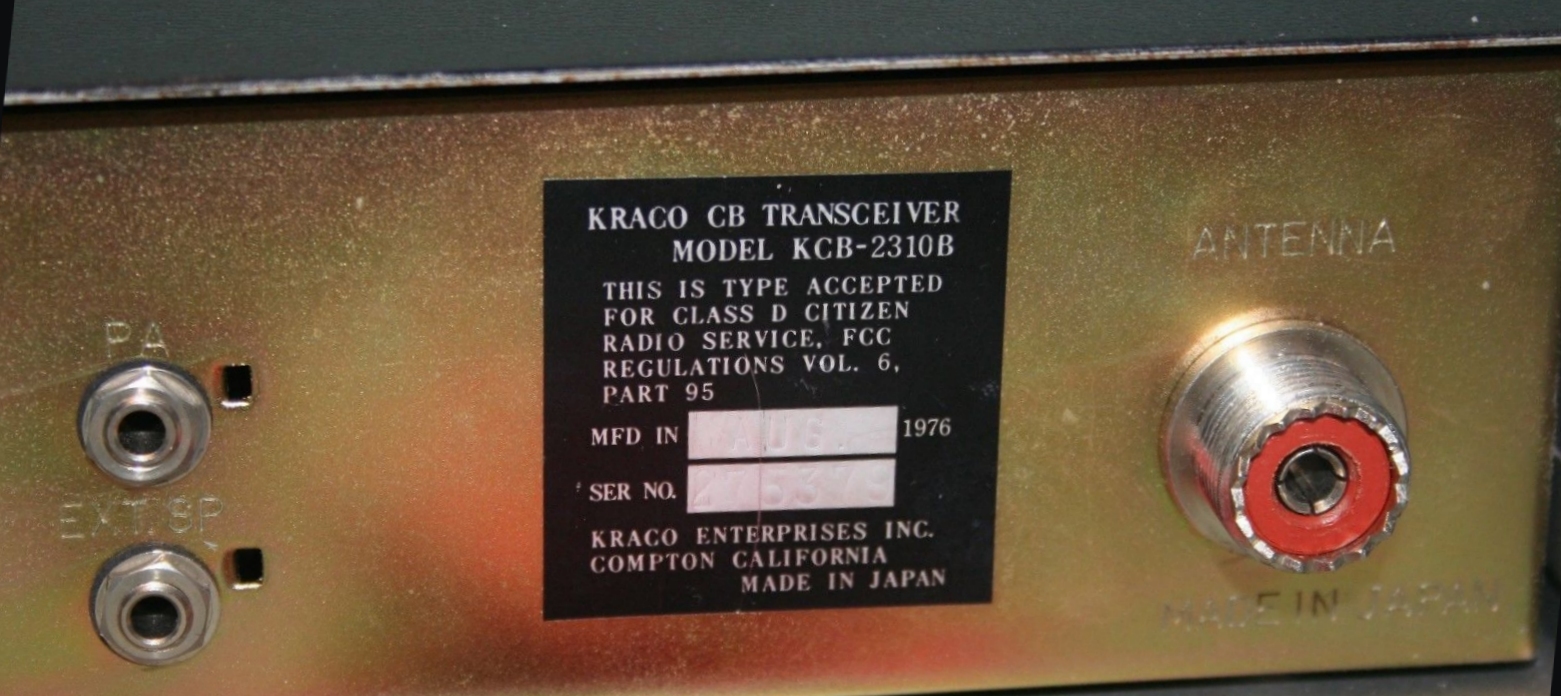 KRACO CB TRANSCEIVER
MODEL KCB-2310B
THIS IS TYPE ACCEPTED
FOR CLASS D CITIZEN
RADIO SERVICE, FCC
REGULATIONS VOL. 6,
PART 95
MFD IN AUG. 1976
SER NO. 276379
KRACO ENTERPRISES INC.
COMPTON CALIFORNIA
MADE IN JAPAN
PA
EXT.SP
ANTENNA
MADE IN JAPAN